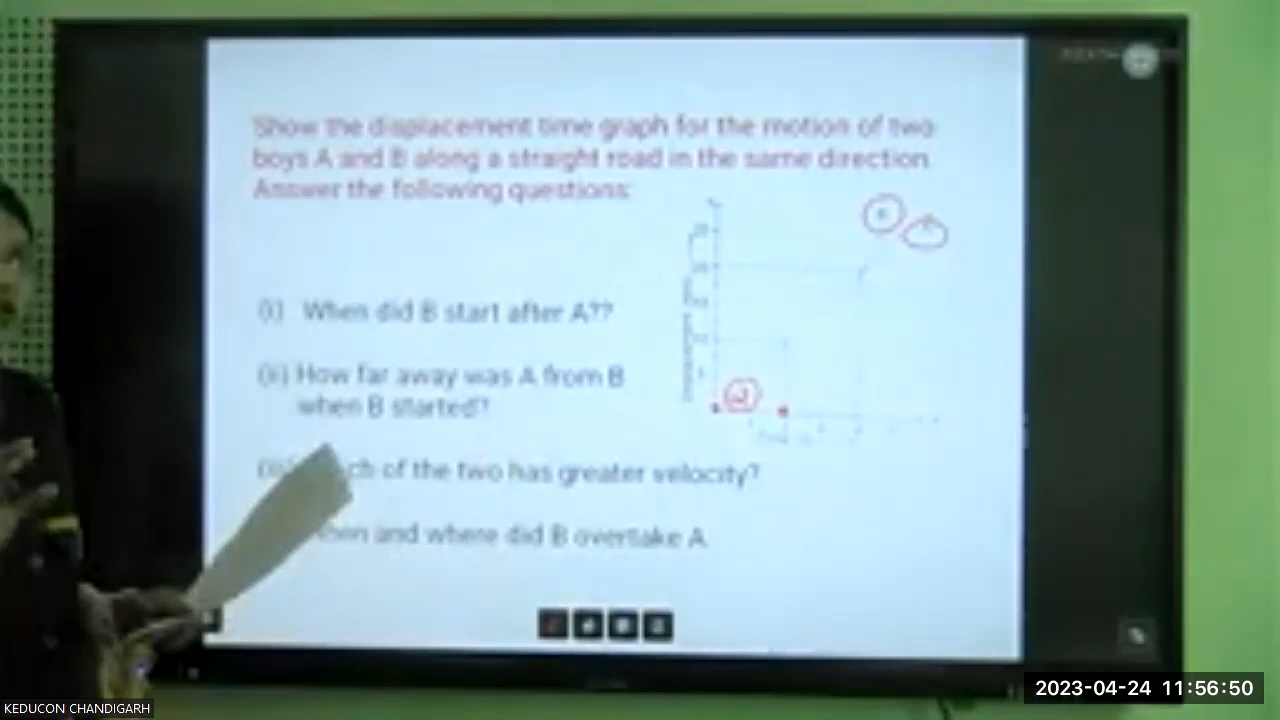 Show the displacement time graph for the motion of two
boys A and B along a straight road in the same direction.
Answer the following questions:
(i) When did B start after A??
(ii) How far away was A from B
when B started?
of the two has greater velocity?
and where did B overtake A
KEDUCON CHANDIGARH
2023-04-24 11:56:50